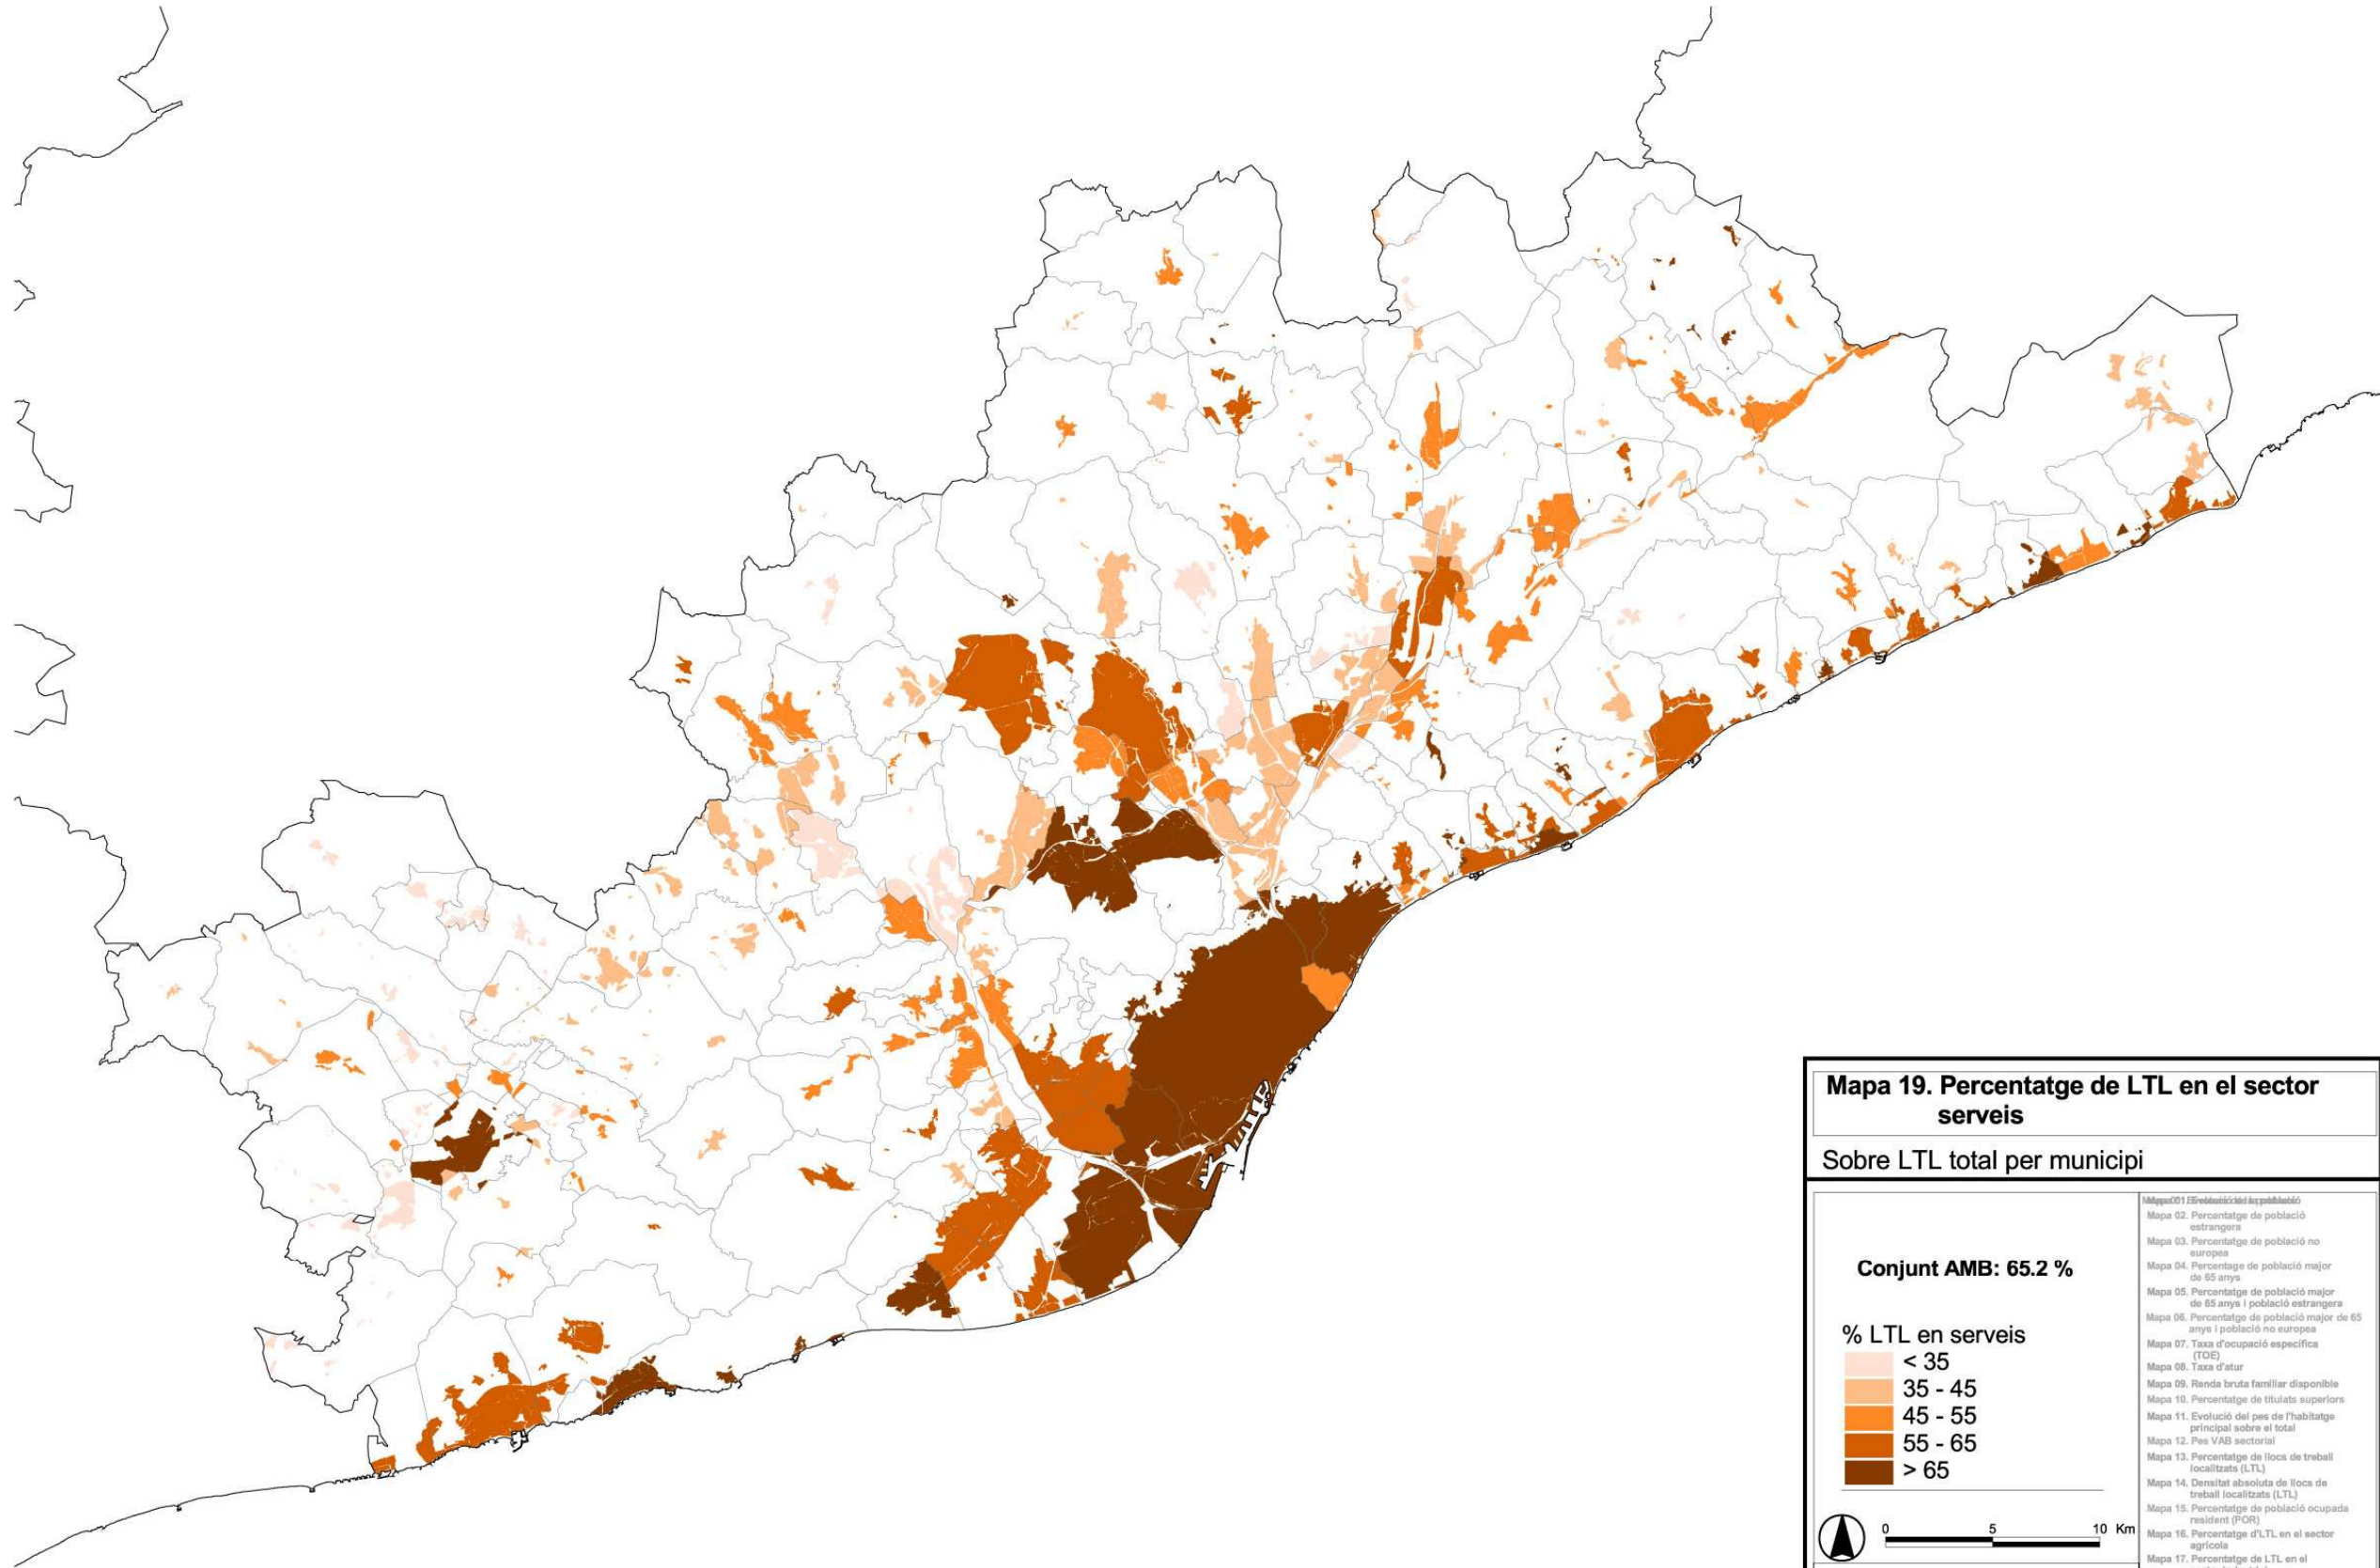 Mapa 19. Percentatge de LTL en el sector
serveis
Sobre LTL total per municipi
Conjunt AMB: 65.2 %
% LTL en serveis
< 35
35 - 45
45 - 55
55 - 65
> 65
0 5 10 Km
Mapa 02. Percentatge de població
estrangera
Mapa 03. Percentatge de població no
europea
Mapa 04. Percentage de població major
de 65 anys
Mapa 05. Percentatge de població major
de 65 anys i població estrangera
Mapa 06. Percentatge de població major de 65
anys i població no europea
Mapa 07. Taxa d'ocupació específica
(TOE)
Mapa 08. Taxa d'atur
Mapa 09. Renda bruta familiar disponible
Mapa 10. Percentatge de titulats superiors
Mapa 11. Evolució del pes de l'habitatge
principal sobre el total
Mapa 12. Pes VAB sectorial
Mapa 13. Percentatge de llocs de treball
localitzats (LTL)
Mapa 14. Densitat absoluta de llocs de
treball localitzats (LTL)
Mapa 15. Percentatge de població ocupada
resident (POR)
Mapa 16. Percentatge d'LTL en el sector
agrícola
Mapa 17. Percentatge de LTL en el